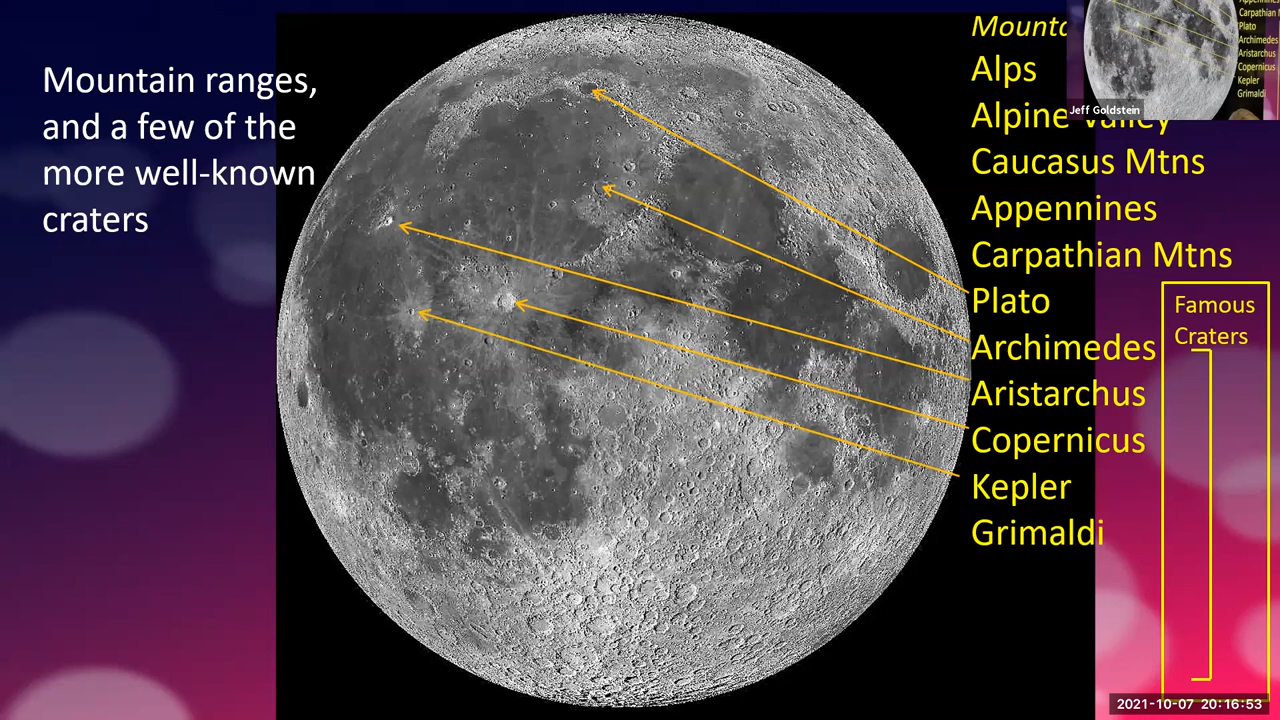 Mountain ranges,
and a few of the
more well-known
craters
Alps
Alpine Valley
Caucasus Mtns
Appennines
Carpathian Mtns
Plato
Archimedes
Aristarchus
Copernicus
Kepler
Grimaldi
Famous
Craters
Carpathian
Plato
Archimedes
Aristarchus
Copernicus
Kepler
Grimaldi
Jeff Goldstein
2021-10-07 20:16:53